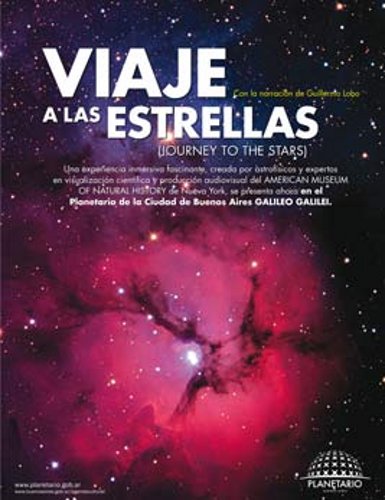 VIAJE
Con la narración de Guillermo Lobo
A LAS ESTRELLAS
(JOURNEY TO THE STARS)
Una experiencia inmersiva fascinante, creada por astrofísicos y expertos
en visualización científica y producción audiovisual del AMERICAN MUSEUM
OF NATURAL HISTORY de Nueva York, se presenta ahora en el
Planetario de la Ciudad de Buenos Aires GALILEO GALILEI.
www.planetario.gob.ar
PLANETARIO